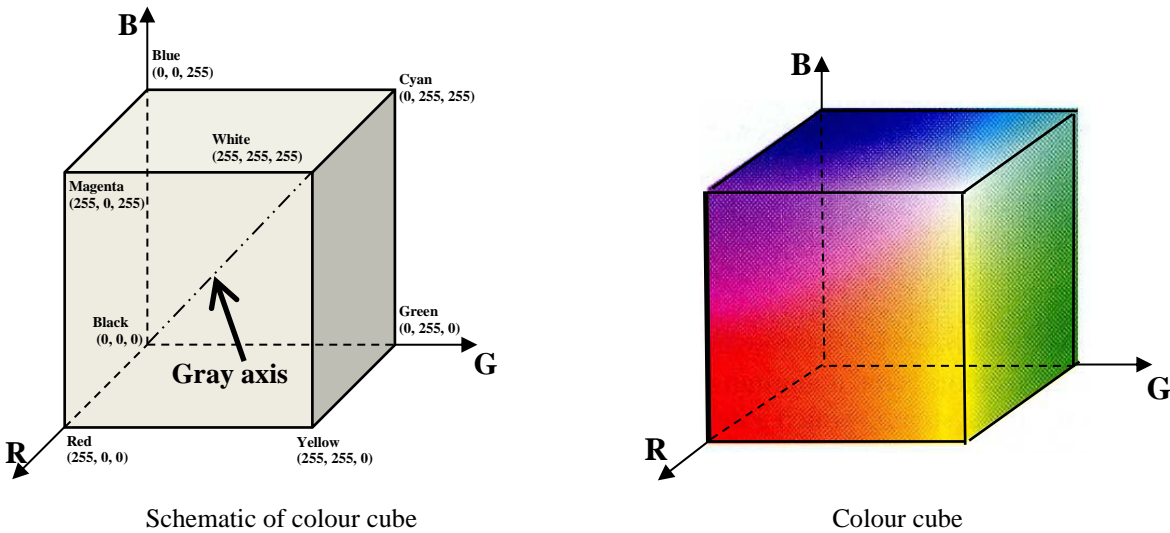 B
Blue
(0, 0, 255)
Cyan
(0, 255, 255)
White
(255, 255, 255)
Magenta
(255, 0, 255)
Black
(0, 0, 0)
Green
(0, 255, 0)
G
Gray axis
R
Red
(255, 0, 0)
Yellow
(255, 255, 0)
Schematic of colour cube
B
G
R
Colour cube